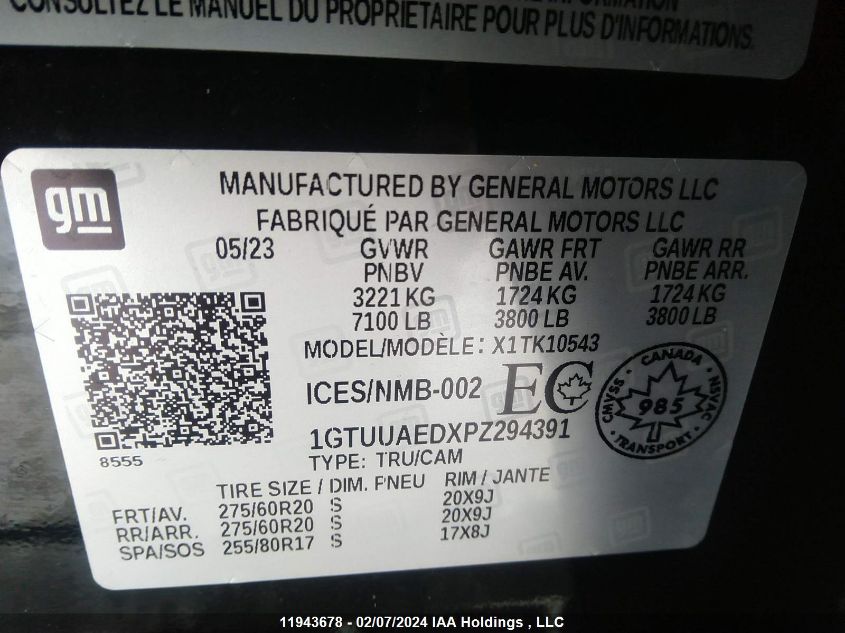 CONSULTEZ LE MANUEL DU PROPRIÉTAIRE POUR PLUS D'INFORMATIONS.
gm
MANUFACTURED BY GENERAL MOTORS LLC
FABRIQUÉ PAR GENERAL MOTORS LLC
05/23 GVWR GAWR FRT GAWR RR
PNBV PNBE AV. PNBE ARR.
3221 KG 1724 KG 1724 KG
7100 LB 3800 LB 3800 LB
MODEL/MODÈLE: X1TK10543
ICES/NMB-002 EC
CANADA
CMVSS 985 NSVAC
TRANSPORT
1GTUUAEDXPZ294391
8555
TYPE: TRU/CAM
TIRE SIZE / DIM. PNEU RIM / JANTE
FRT/AV. 275/60R20 S 20X9J
RR/ARR. 275/60R20 S 20X9J
SPA/SOS 255/80R17 S 17X8J
11943678 - 02/07/2024 IAA Holdings , LLC